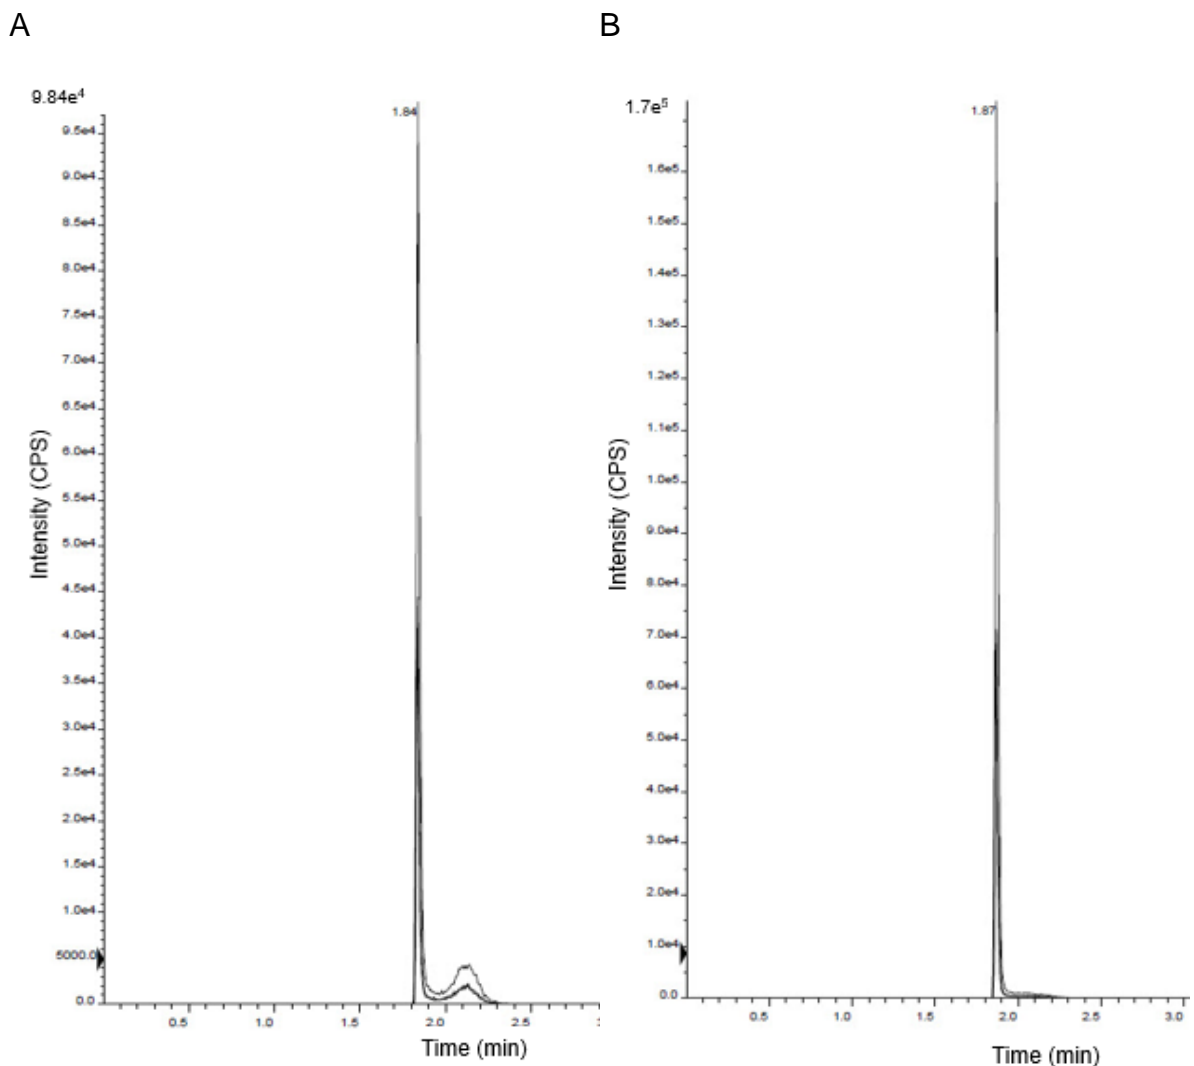 A
B
9.84e4
1.84
9.5e4
9.0e4
8.5e4
8.0e4
7.5e4
7.0e4
6.5e4
6.0e4
5.5e4
5.0e4
4.5e4
4.0e4
3.5e4
3.0e4
2.5e4
2.0e4
1.5e4
1.0e4
5000.0
0.0
Intensity (CPS)
0.5 1.0 1.5 2.0 2.5
Time (min)
1.7e5
1.87
1.6e5
1.5e5
1.4e5
1.3e5
1.2e5
1.1e5
1.0e5
9.0e4
8.0e4
7.0e4
6.0e4
5.0e4
4.0e4
3.0e4
2.0e4
1.0e4
0.0
Intensity (CPS)
0.5 1.0 1.5 2.0 2.5 3.0
Time (min)